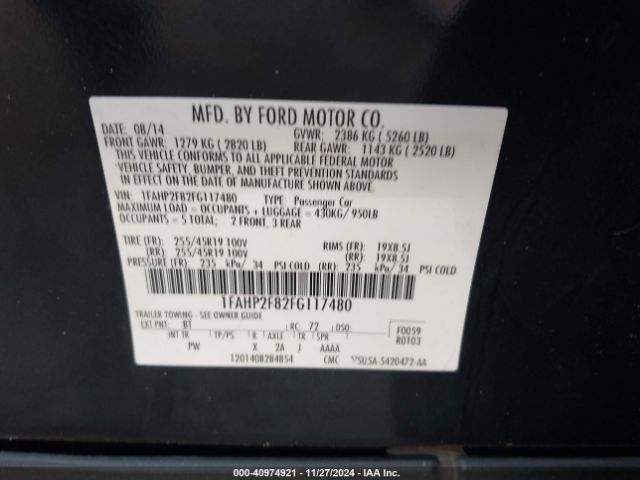 MFD. BY FORD MOTOR CO.
DATE: 08/14 GVWR: 2386 KG ( 5260 LB)
FRONT GAWR: 1279 KG ( 2820 LB) REAR GAWR: 1143 KG ( 2520 LB)
THIS VEHICLE CONFORMS TO ALL APPLICABLE FEDERAL MOTOR
VEHICLE SAFETY, BUMPER, AND THEFT PREVENTION STANDARDS
IN EFFECT ON THE DATE OF MANUFACTURE SHOWN ABOVE.
VIN: 1FAHP2F82FG117480 TYPE: Passenger Car
MAXIMUM LOAD = OCCUPANTS + LUGGAGE = 430KG/ 950LB
OCCUPANTS = 5 TOTAL; 2 FRONT, 3 REAR
TIRE (FR): 255/45R19 100V RIMS (FR): 19X8.5J
(RR): 255/45R19 100V (RR): 19X8.5J
PRESSURE (FR): 235 kPa/ 34 PSI COLD (RR): 235 kPa/ 34 PSI COLD
1FAHP2F82FG117480
TRAILER TOWING - SEE OWNER GUIDE
EXT PNT: BT RC: 72 DSO: F0059
INT TR TP/PS R AXLE TR SPR R0103
PW X 2A J AAAA
1201408284854 CMC 5U5A-5420472-AA
000-40974921 - 11/27/2024 - IAA Inc.